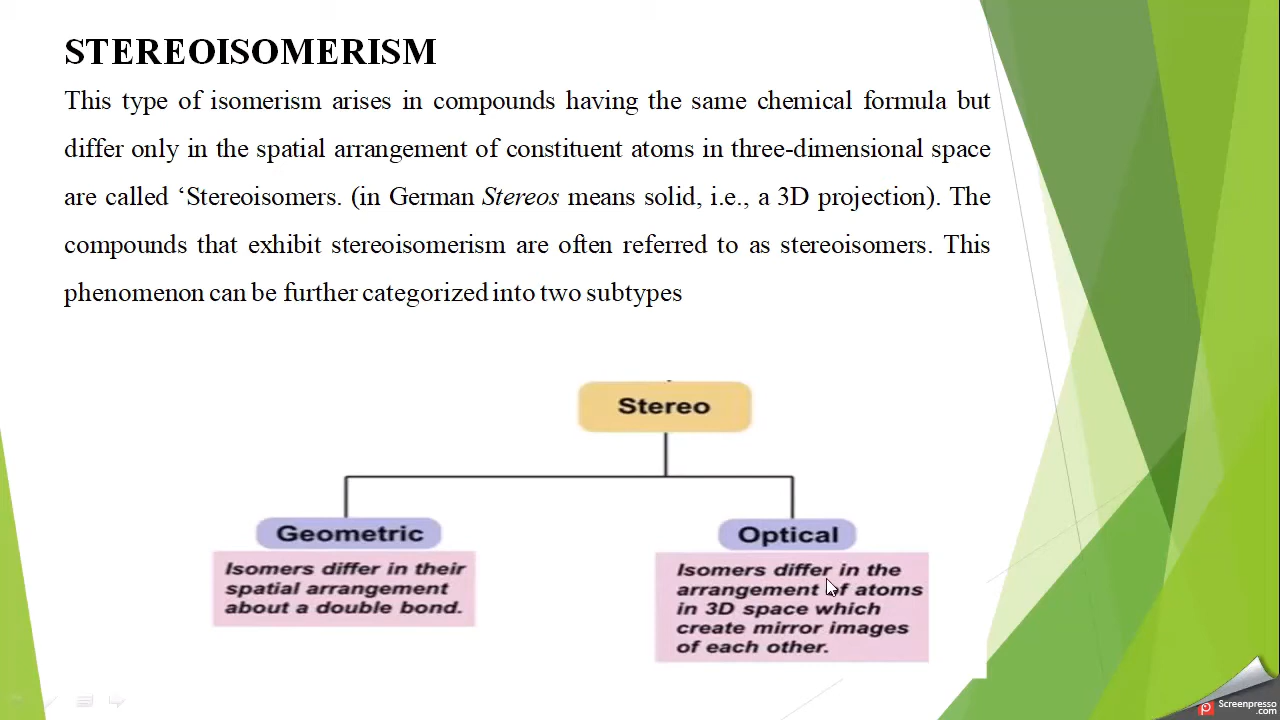 STEREOISOMERISM
This type of isomerism arises in compounds having the same chemical formula but
differ only in the spatial arrangement of constituent atoms in three-dimensional space
are called ‘Stereoisomers. (in German Stereos means solid, i.e., a 3D projection). The
compounds that exhibit stereoisomerism are often referred to as stereoisomers. This
phenomenon can be further categorized into two subtypes
Stereo
Geometric
Isomers differ in their
spatial arrangement
about a double bond.
Optical
Isomers differ in the
arrangement of atoms
in 3D space which
create mirror images
of each other.
Screenpresso
.com